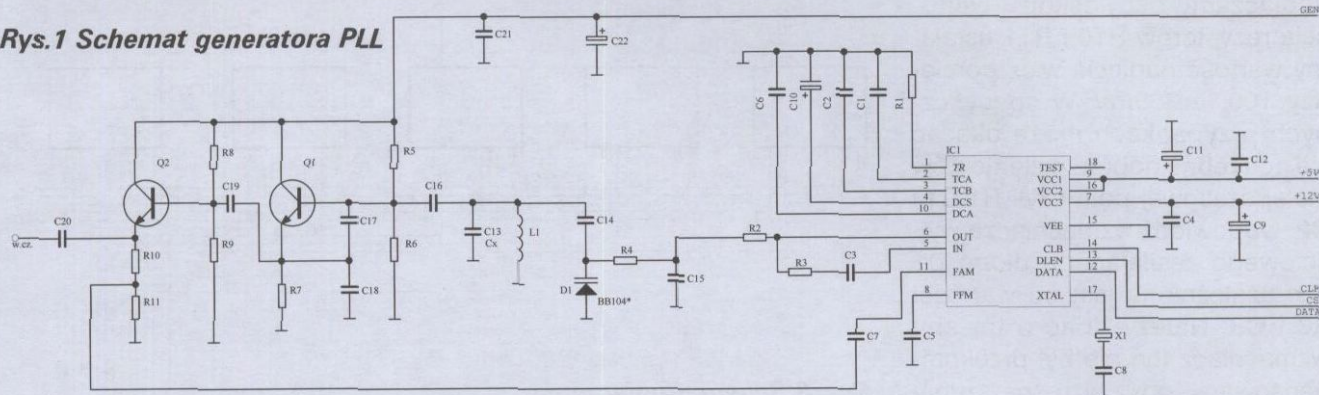 Rys.1 Schemat generatora PLL
GEN
C21
C22
C6
C10
C2
C1
R1
Q2
R8
Q1
R5
C19
C17
C16
C20
w.cz.
R9
R10
R11
R7
C18
R6
C13
Cx
L1
C14
R4
D1
BB104*
C15
R2
R3
C3
IC1
1
TR
TEST
18
2
TCA
VCC1
9
3
TCB
VCC2
16
4
DCS
VCC3
7
10
DCA
VEE
15
6
OUT
5
IN
CLB
14
DLEN
13
11
FAM
DATA
12
8
FFM
XTAL
17
C11
C12
+5V
+12V
C4
C9
CLK
CE
DATA
X1
C7
C5
C8